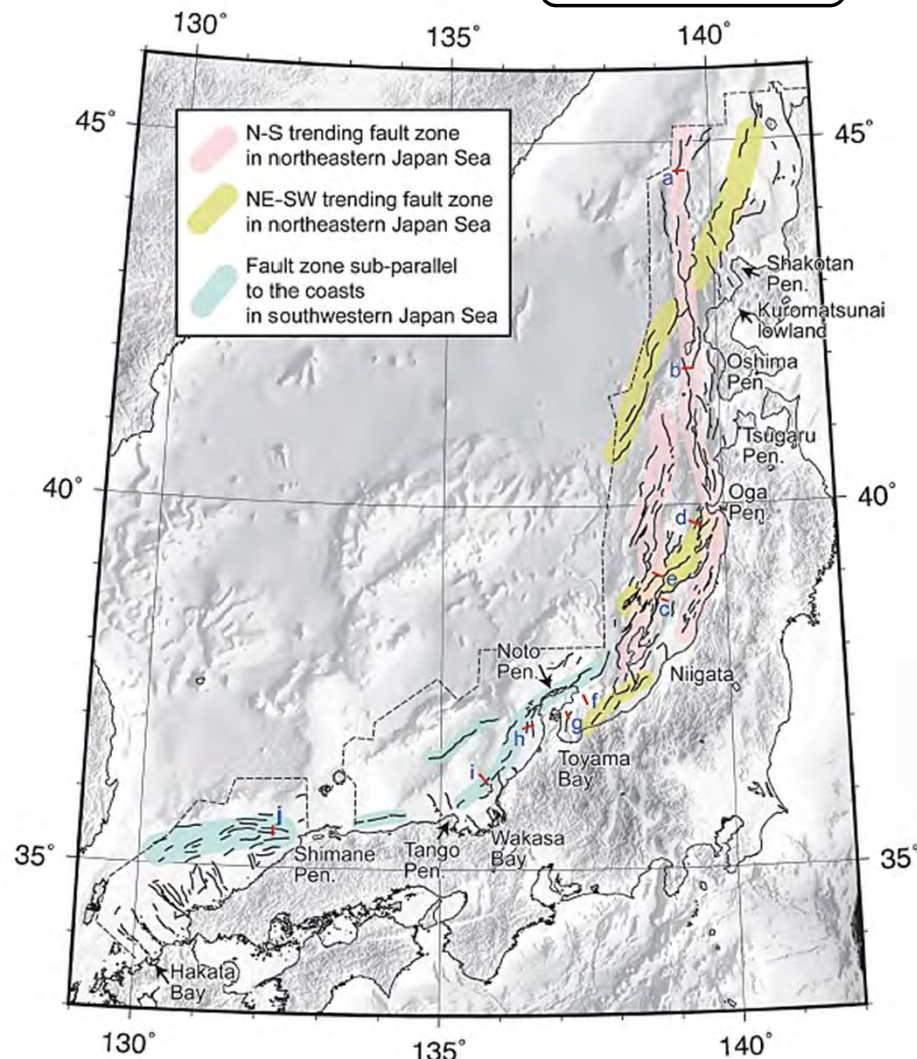 130°
135°
140°
45°
45°
N-S trending fault zone
in northeastern Japan Sea
NE-SW trending fault zone
in northeastern Japan Sea
Fault zone sub-parallel
to the coasts
in southwestern Japan Sea
a
Shakotan
Pen.
Kuromatsunai
lowland
b
Oshima
Pen.
Tsugaru
Pen.
40°
40°
Oga
Pen.
d
e
c
Noto
Pen.
Niigata
f
g
h
Toyama
Bay
i
j
Wakasa
Bay
Tango
Pen.
Shimane
Pen.
35°
35°
Hakata
Bay
130°
135°
140°